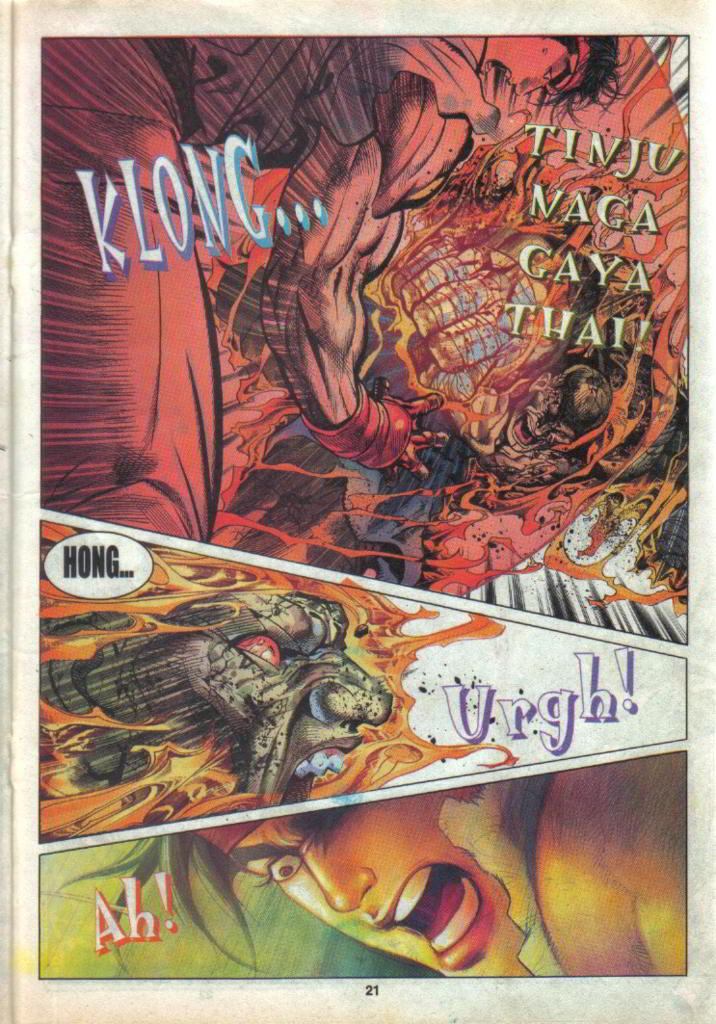 KLONG...
TINJU
NAGA
GAYA
THAI!
HONG...
Urgh!
Ah!
21